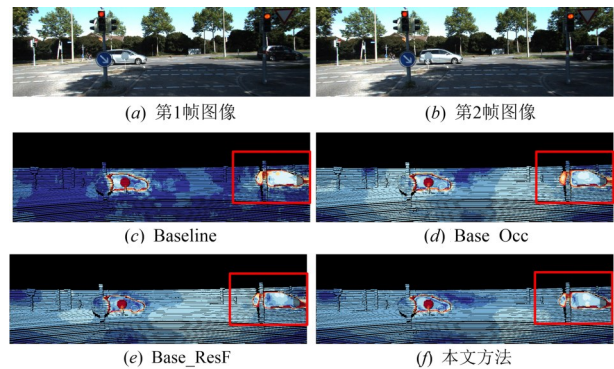 (a) 第1帧图像
(b) 第2帧图像
(c) Baseline
(d) Base_Occ
(e) Base_ResF
(f) 本文方法